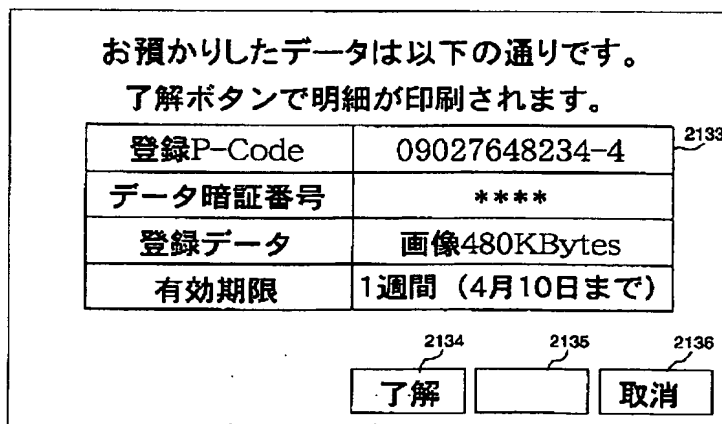 お預かりしたデータは以下の通りです。
了解ボタンで明細が印刷されます。
登録P-Code 09027648234-4 2133
データ暗証番号 ****
登録データ 画像480KBytes
有効期限 1週間（4月10日まで）
2134 2135 2136
了解 取消